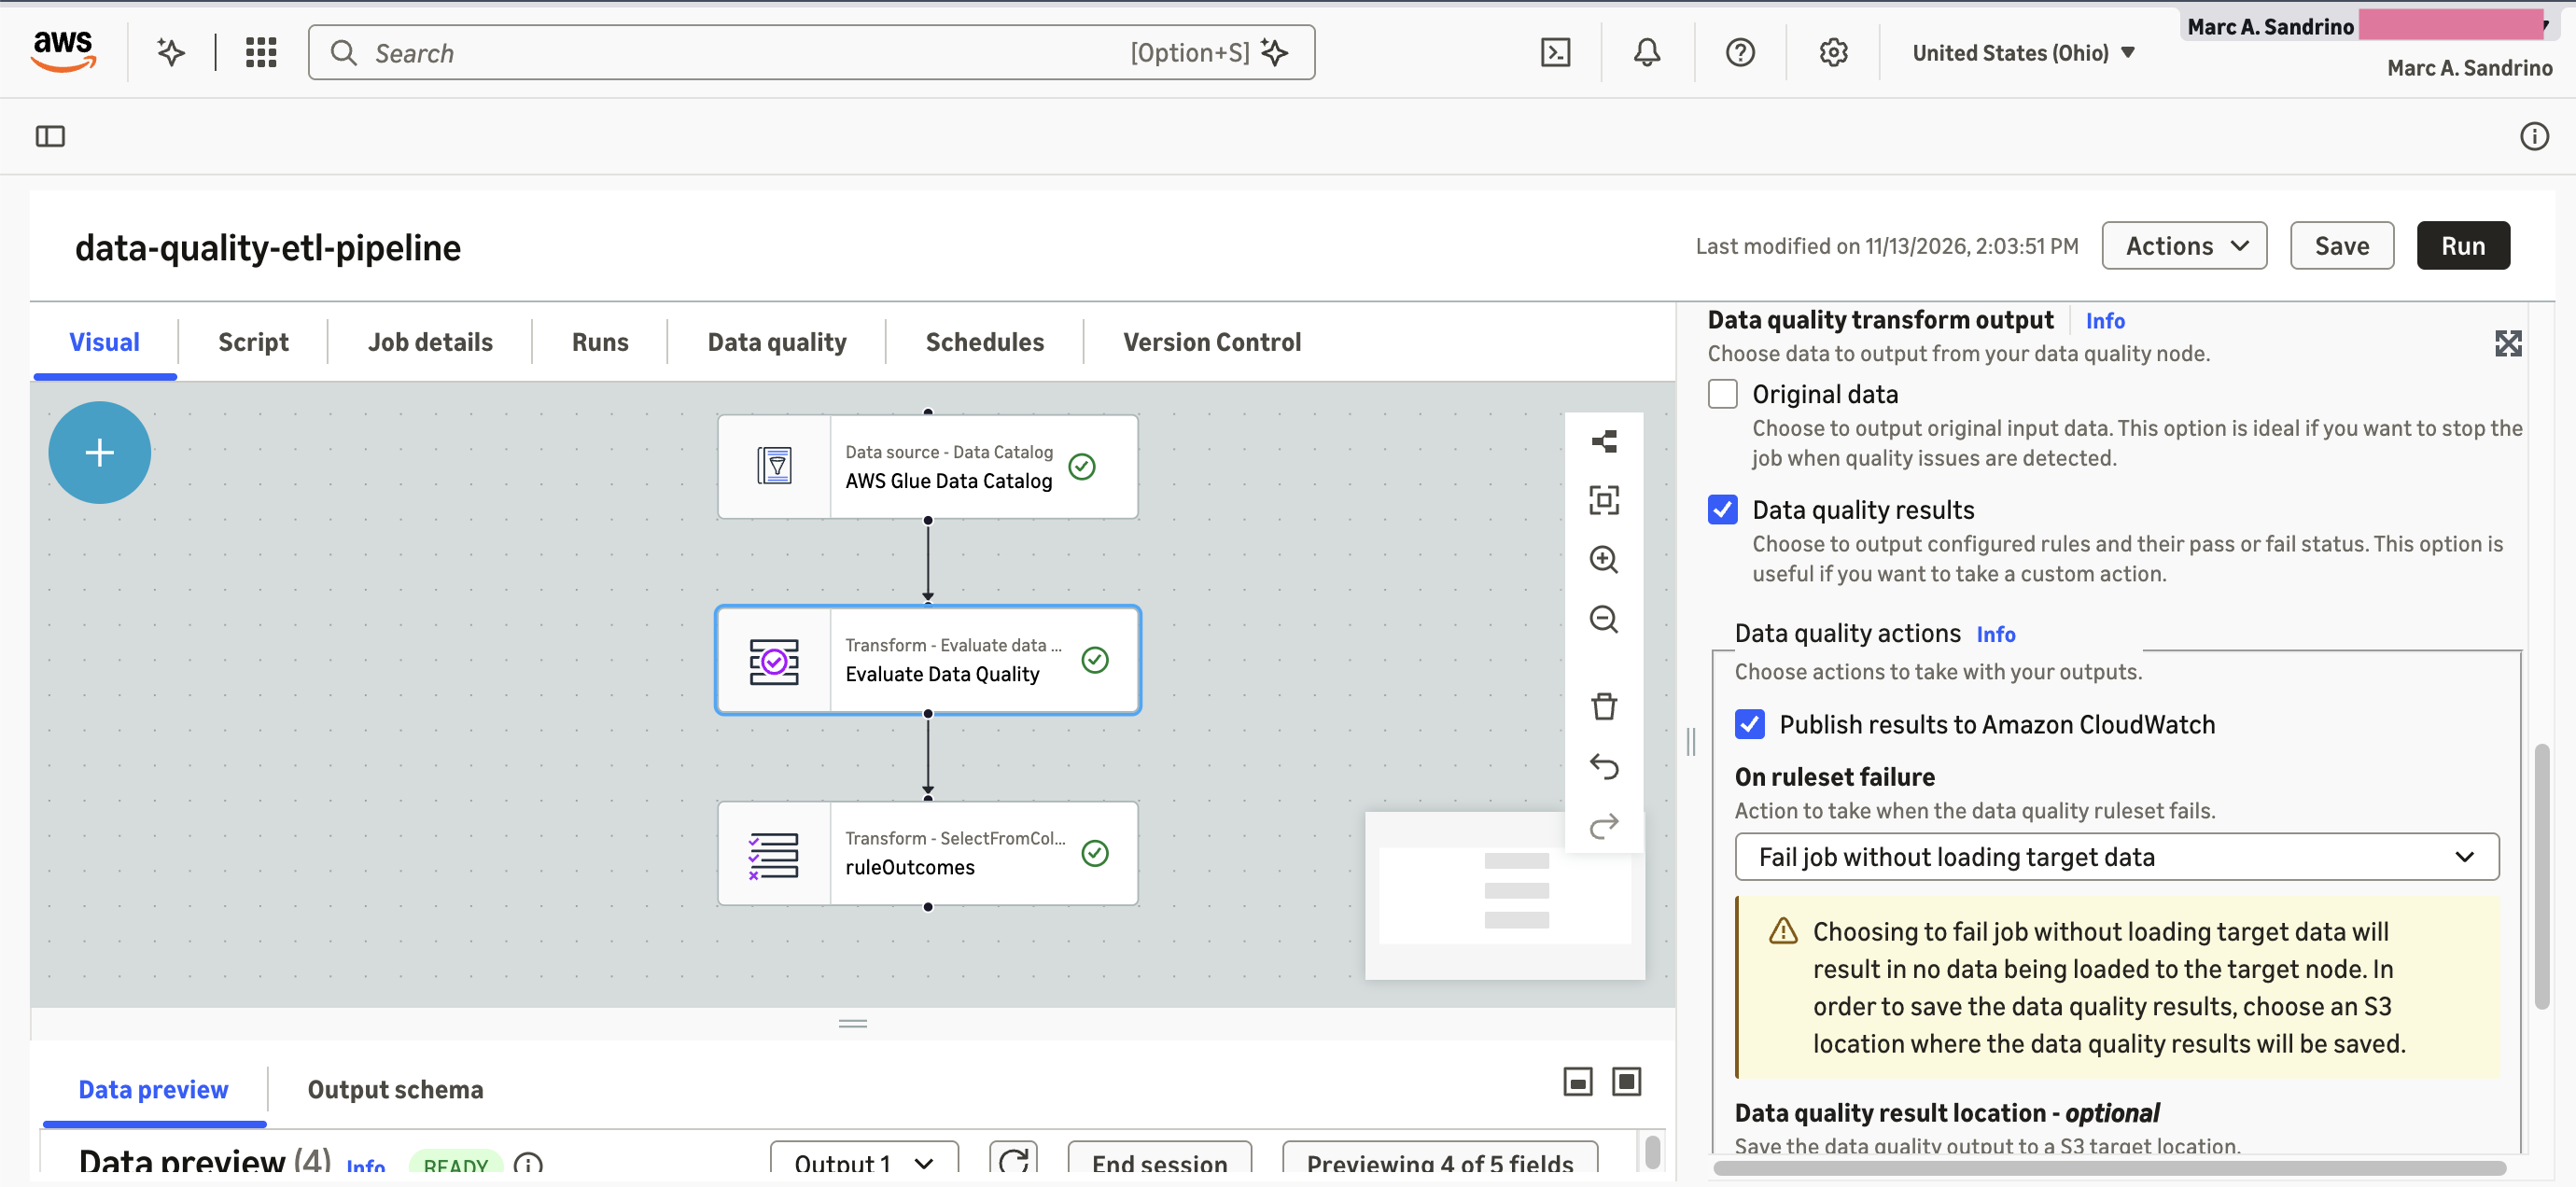 aws
Search
[Option+S]
United States (Ohio)
Marc A. Sandrino
Marc A. Sandrino
data-quality-etl-pipeline
Last modified on 11/13/2026, 2:03:51 PM
Actions
Save
Run
Visual
Script
Job details
Runs
Data quality
Schedules
Version Control
Data source - Data Catalog
AWS Glue Data Catalog
Transform - Evaluate data ...
Evaluate Data Quality
Transform - SelectFromCol...
ruleOutcomes
Data quality transform output
Info
Choose data to output from your data quality node.
Original data
Choose to output original input data. This option is ideal if you want to stop the
job when quality issues are detected.
Data quality results
Choose to output configured rules and their pass or fail status. This option is
useful if you want to take a custom action.
Data quality actions
Info
Choose actions to take with your outputs.
Publish results to Amazon CloudWatch
On ruleset failure
Action to take when the data quality ruleset fails.
Fail job without loading target data
Choosing to fail job without loading target data will
result in no data being loaded to the target node. In
order to save the data quality results, choose an S3
location where the data quality results will be saved.
Data quality result location - optional
Save the data quality output to a S3 target location.
Data preview
Output schema
Data preview (4)
Info
READY
Output 1
End session
Previewing 4 of 5 fields